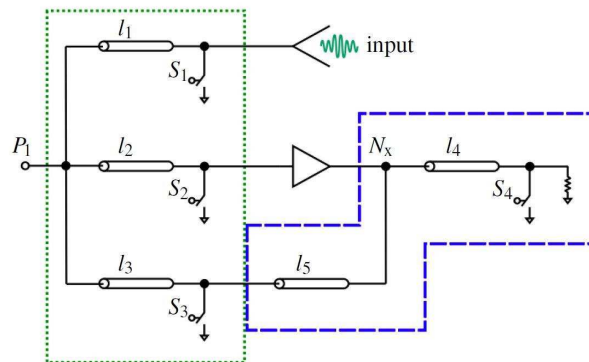 l₁
input
S₁
P₁
l₂
Nₓ
l₄
S₂
S₄
l₃
l₅
S₃